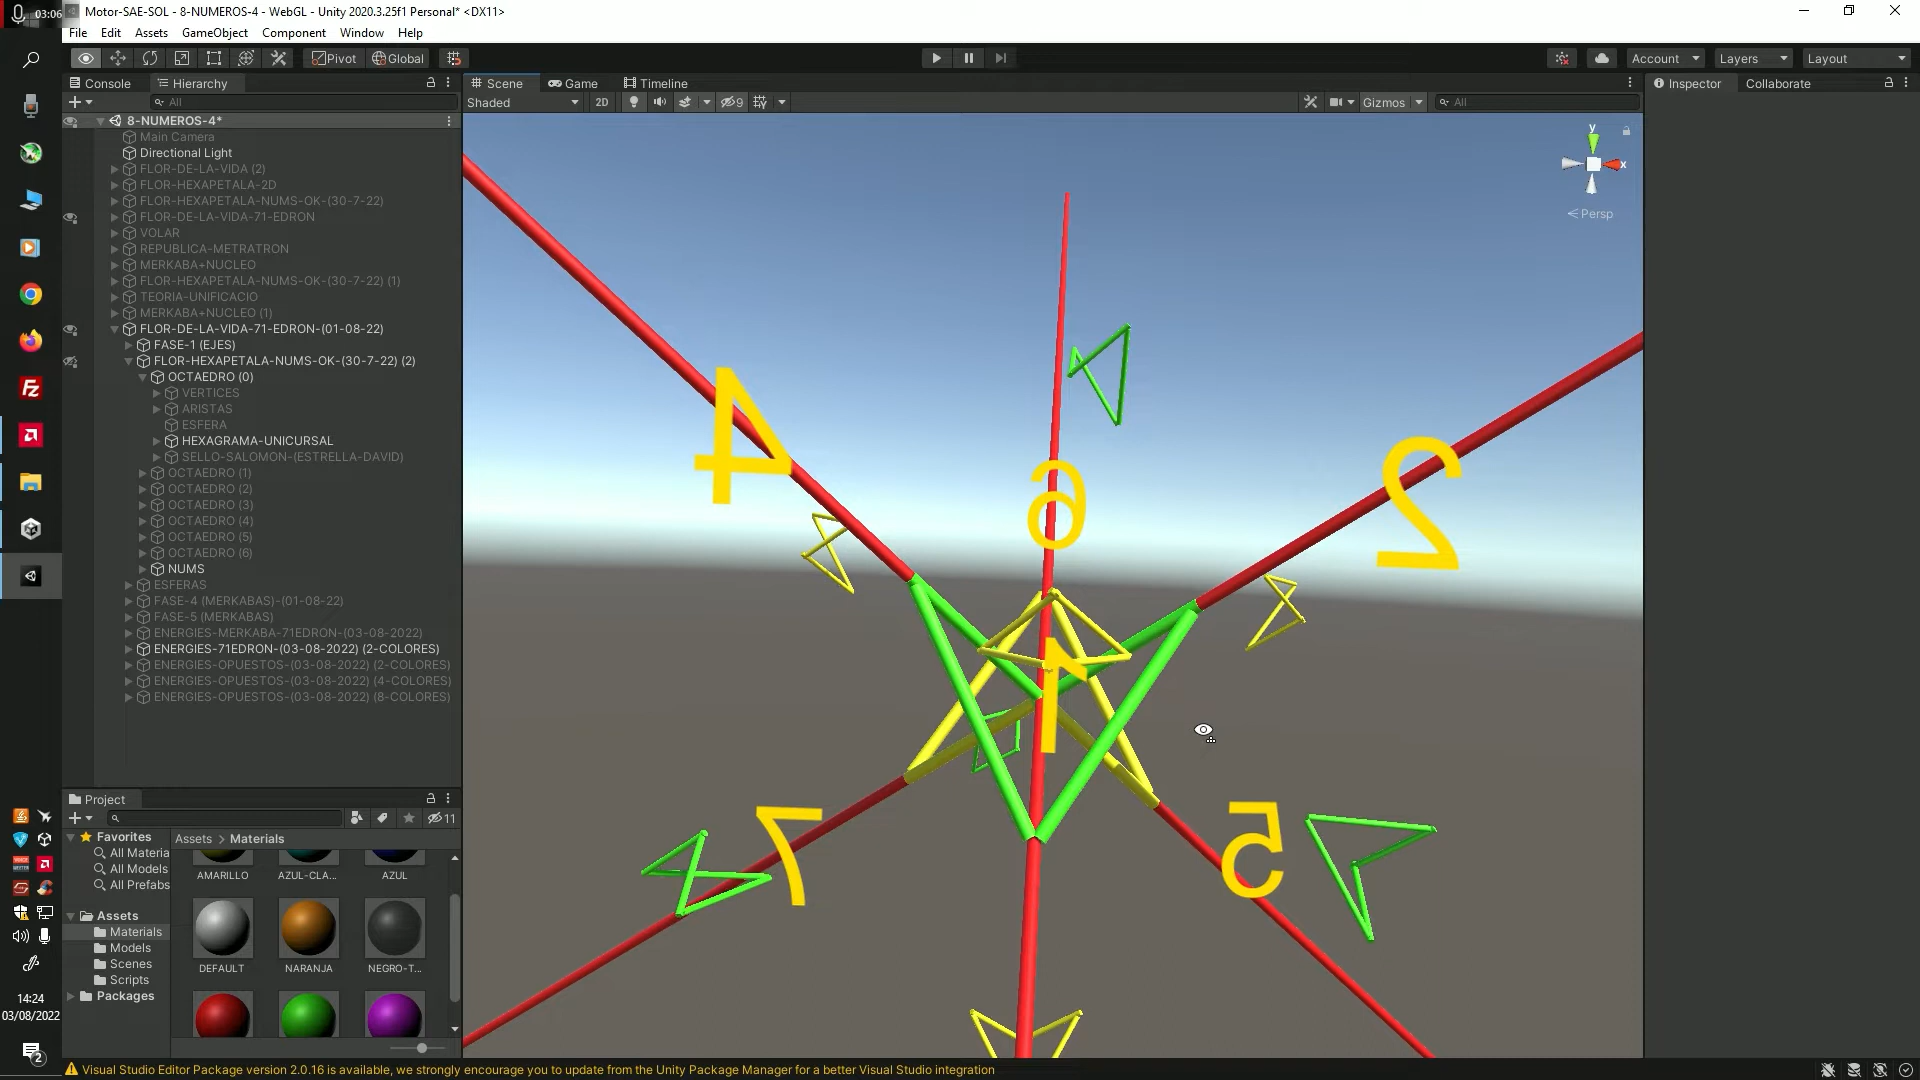 03:06
Motor-SAE-SOL - 8-NUMEROS-4 - WebGL - Unity 2020.3.25f1 Personal* <DX11>
File Edit Assets GameObject Component Window Help
Pivot Global Account Layers Layout
Console Hierarchy Scene Game Timeline Inspector Collaborate
All
Shaded 2D 9 Gizmos All
8-NUMEROS-4*
Main Camera
Directional Light
FLOR-DE-LA-VIDA (2)
FLOR-HEXAPETALA-2D
FLOR-HEXAPETALA-NUMS-OK-(30-7-22)
FLOR-DE-LA-VIDA-71-EDRON
VOLAR
REPUBLICA-METRATRON
MERKABA+NUCLEO
FLOR-HEXAPETALA-NUMS-OK-(30-7-22) (1)
TEORIA-UNIFICACIO
MERKABA+NUCLEO (1)
FLOR-DE-LA-VIDA-71-EDRON-(01-08-22)
FASE-1 (EJES)
FLOR-HEXAPETALA-NUMS-OK-(30-7-22) (2)
OCTAEDRO (0)
VERTICES
ARISTAS
ESFERA
HEXAGRAMA-UNICURSAL
SELLO-SALOMON-(ESTRELLA-DAVID)
OCTAEDRO (1)
OCTAEDRO (2)
OCTAEDRO (3)
OCTAEDRO (4)
OCTAEDRO (5)
OCTAEDRO (6)
NUMS
ESFERAS
FASE-4 (MERKABAS)-(01-08-22)
FASE-5 (MERKABAS)
ENERGIES-MERKABA-71EDRON-(03-08-2022)
ENERGIES-71EDRON-(03-08-2022) (2-COLORES)
ENERGIES-OPUESTOS-(03-08-2022) (2-COLORES)
ENERGIES-OPUESTOS-(03-08-2022) (4-COLORES)
ENERGIES-OPUESTOS-(03-08-2022) (8-COLORES)
y
x
Persp
4
6
2
1
7
5
Project
11
Favorites
All Materia
All Models
All Prefabs
Assets
Materials
Models
Scenes
Scripts
Packages
Assets > Materials
AMARILLO AZUL-CLA... AZUL
DEFAULT NARANJA NEGRO-T...
14:24
03/08/2022
2
Visual Studio Editor Package version 2.0.16 is available, we strongly encourage you to update from the Unity Package Manager for a better Visual Studio integration